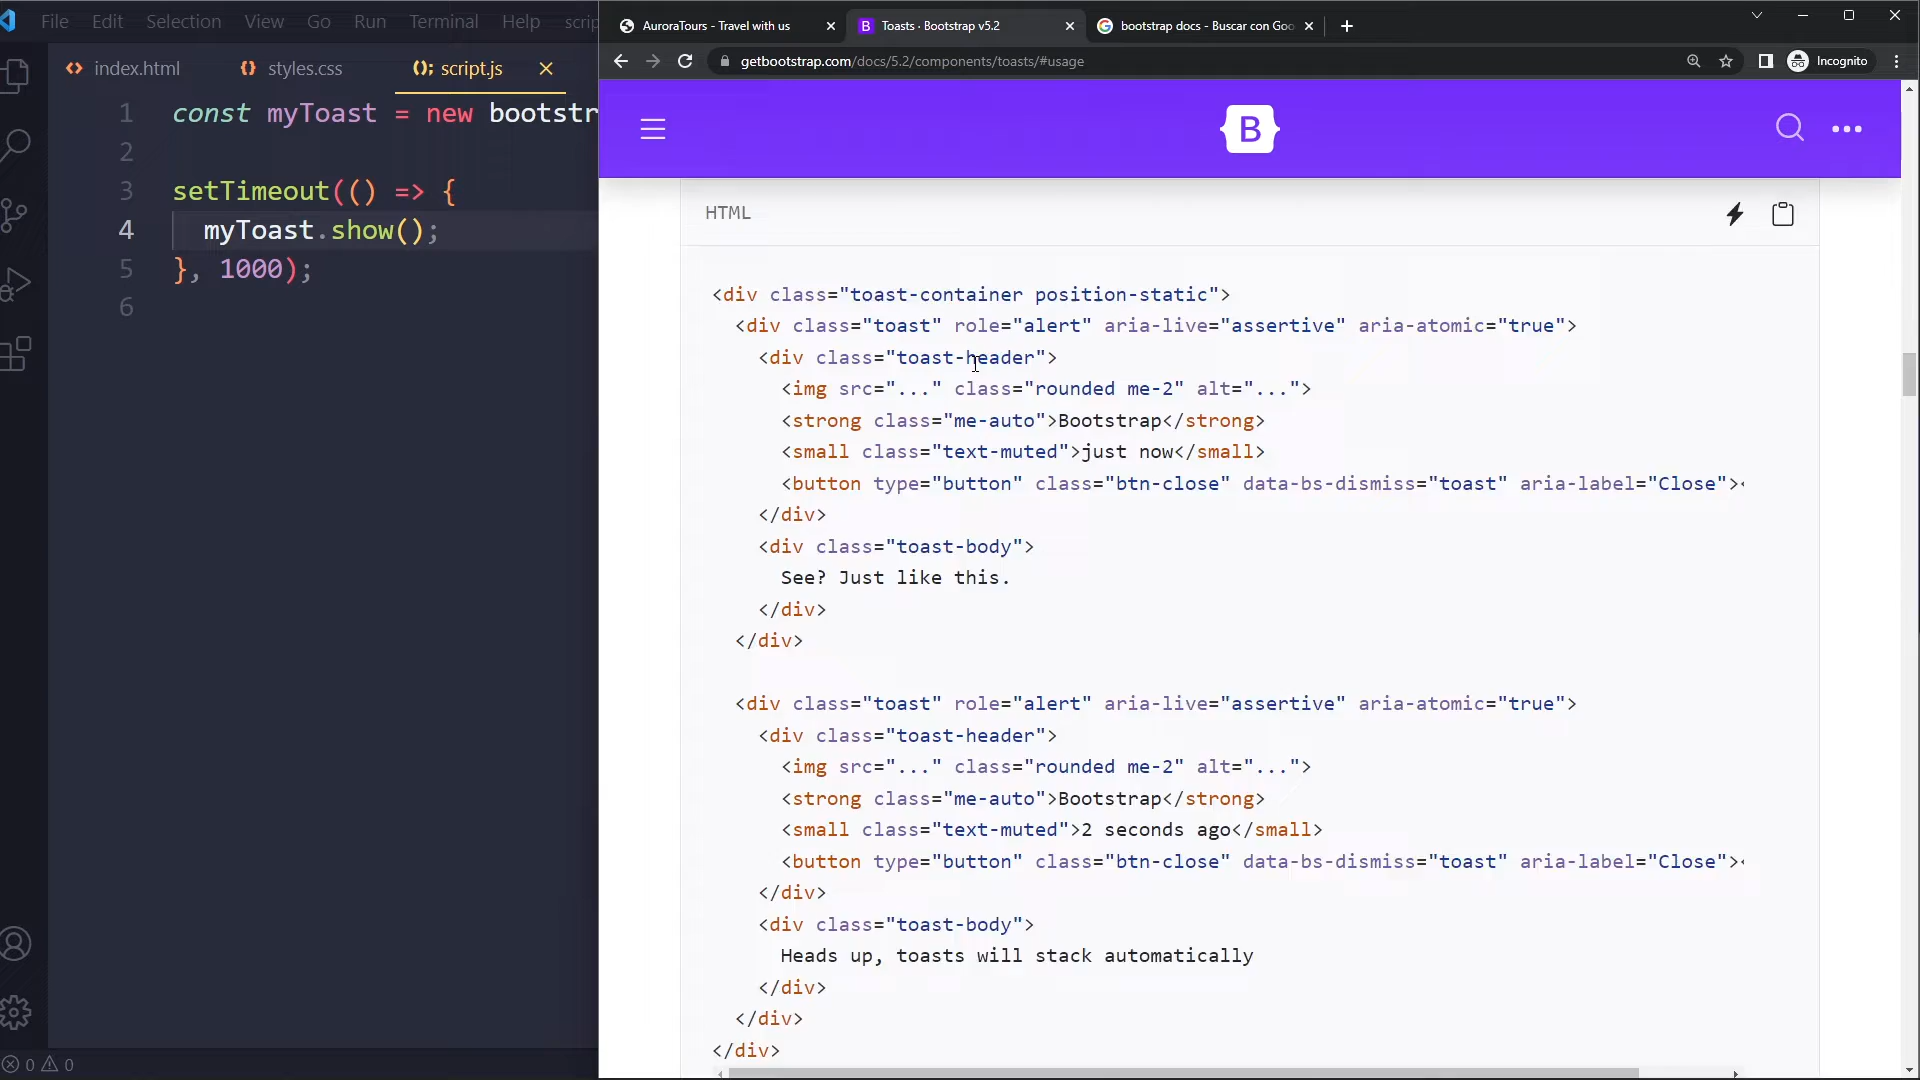 File Edit Selection View Go Run Terminal Help scrip
index.html styles.css (); script.js
1 const myToast = new bootstr
2
3 setTimeout(() => {
4 myToast.show();
5 }, 1000);
6
0 0
AuroraTours - Travel with us
B Toasts · Bootstrap v5.2
bootstrap docs - Buscar con Goo
getbootstrap.com/docs/5.2/components/toasts/#usage
Incognito
B
HTML
<div class="toast-container position-static">
<div class="toast" role="alert" aria-live="assertive" aria-atomic="true">
<div class="toast-header">
<img src="..." class="rounded me-2" alt="...">
<strong class="me-auto">Bootstrap</strong>
<small class="text-muted">just now</small>
<button type="button" class="btn-close" data-bs-dismiss="toast" aria-label="Close"><
</div>
<div class="toast-body">
See? Just like this.
</div>
</div>
<div class="toast" role="alert" aria-live="assertive" aria-atomic="true">
<div class="toast-header">
<img src="..." class="rounded me-2" alt="...">
<strong class="me-auto">Bootstrap</strong>
<small class="text-muted">2 seconds ago</small>
<button type="button" class="btn-close" data-bs-dismiss="toast" aria-label="Close"><
</div>
<div class="toast-body">
Heads up, toasts will stack automatically
</div>
</div>
</div>